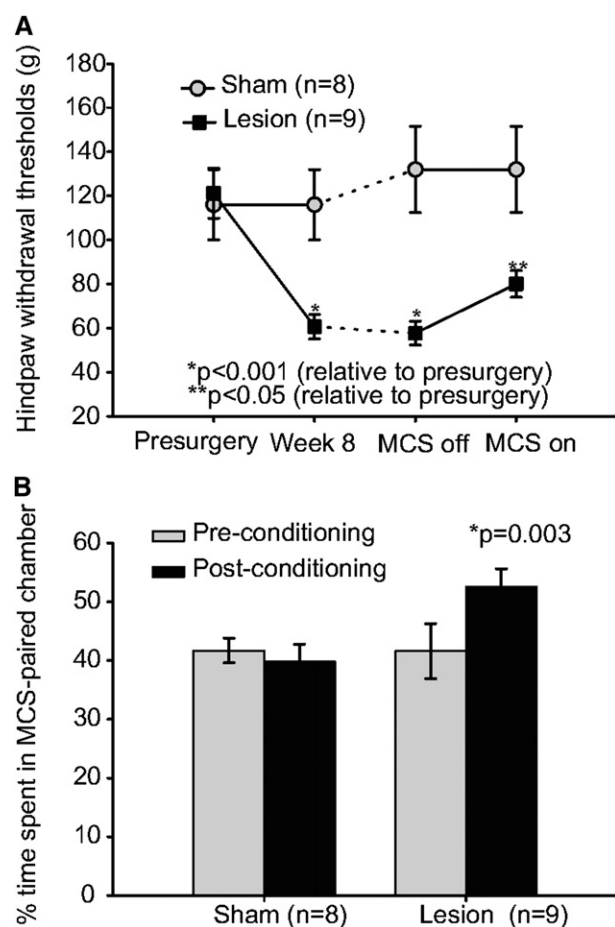 A
Hindpaw withdrawal thresholds (g)
180
160
140
120
100
80
60
40
20
Sham (n=8)
Lesion (n=9)
*
*
**
*p<0.001 (relative to presurgery)
**p<0.05 (relative to presurgery)
Presurgery Week 8 MCS off MCS on
B
% time spent in MCS-paired chamber
60
50
40
30
20
10
0
Pre-conditioning
Post-conditioning
*p=0.003
Sham (n=8) Lesion (n=9)